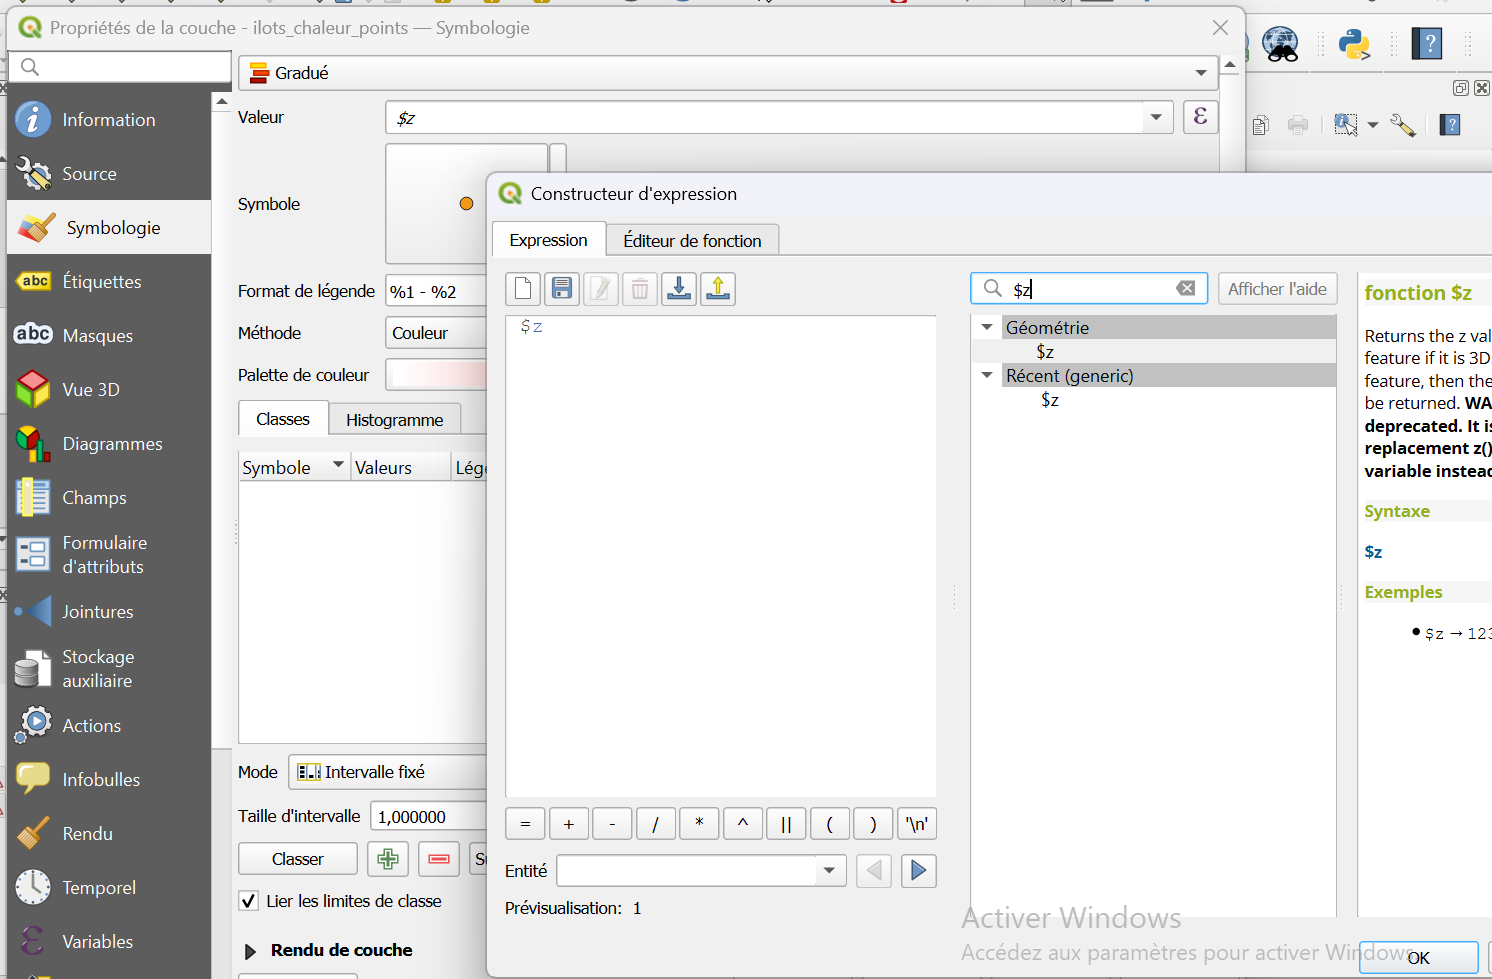 Propriétés de la couche - ilots_chaleur_points — Symbologie
Gradué
Information
Source
Symbologie
Étiquettes
Masques
Vue 3D
Diagrammes
Champs
Formulaire
d'attributs
Jointures
Stockage
auxiliaire
Actions
Infobulles
Rendu
Temporel
Variables
Valeur
$z
ε
Symbole
Format de légende
%1 - %2
Méthode
Couleur
Palette de couleur
Classes
Histogramme
Symbole
Valeurs
Mode
Intervalle fixé
Taille d'intervalle
1,000000
Classer
Lier les limites de classe
Rendu de couche
Constructeur d'expression
Expression
Éditeur de fonction
$z
= + - / * ^ || ( ) '\n'
Entité
Prévisualisation: 1
$z
Afficher l'aide
Géométrie
$z
Récent (generic)
$z
fonction $z
Returns the z
feature if it is 3D
feature, then
be returned.
deprecated. It
replacement z()
variable
Syntaxe
$z
Exemples
$z → 123
Activer Windows
Accédez aux paramètres pour activer Windows.
OK